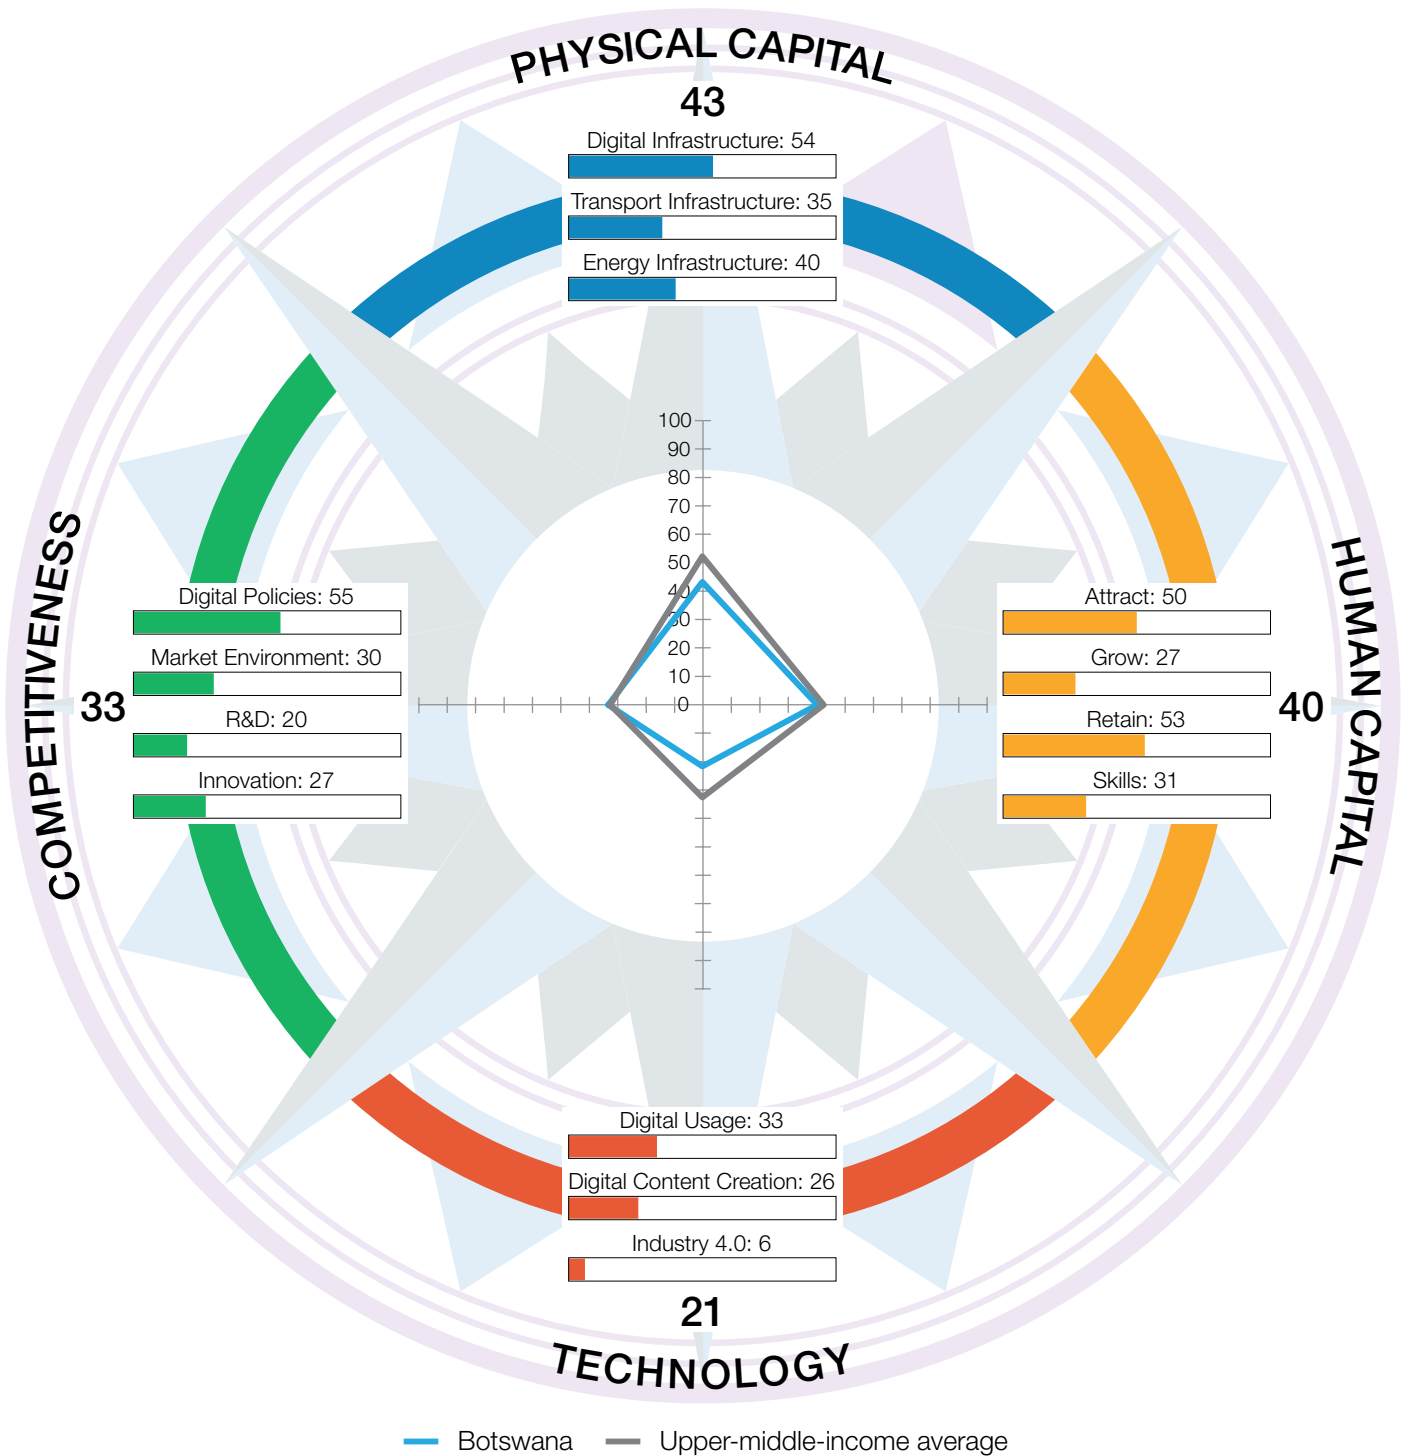 PHYSICAL CAPITAL
43
Digital Infrastructure: 54
Transport Infrastructure: 35
Energy Infrastructure: 40
100
90
80
70
60
50
40
30
20
10
0
COMPETITIVENESS
33
Digital Policies: 55
Market Environment: 30
R&D: 20
Innovation: 27
HUMAN CAPITAL
40
Attract: 50
Grow: 27
Retain: 53
Skills: 31
Digital Usage: 33
Digital Content Creation: 26
Industry 4.0: 6
21
TECHNOLOGY
Botswana
Upper-middle-income average